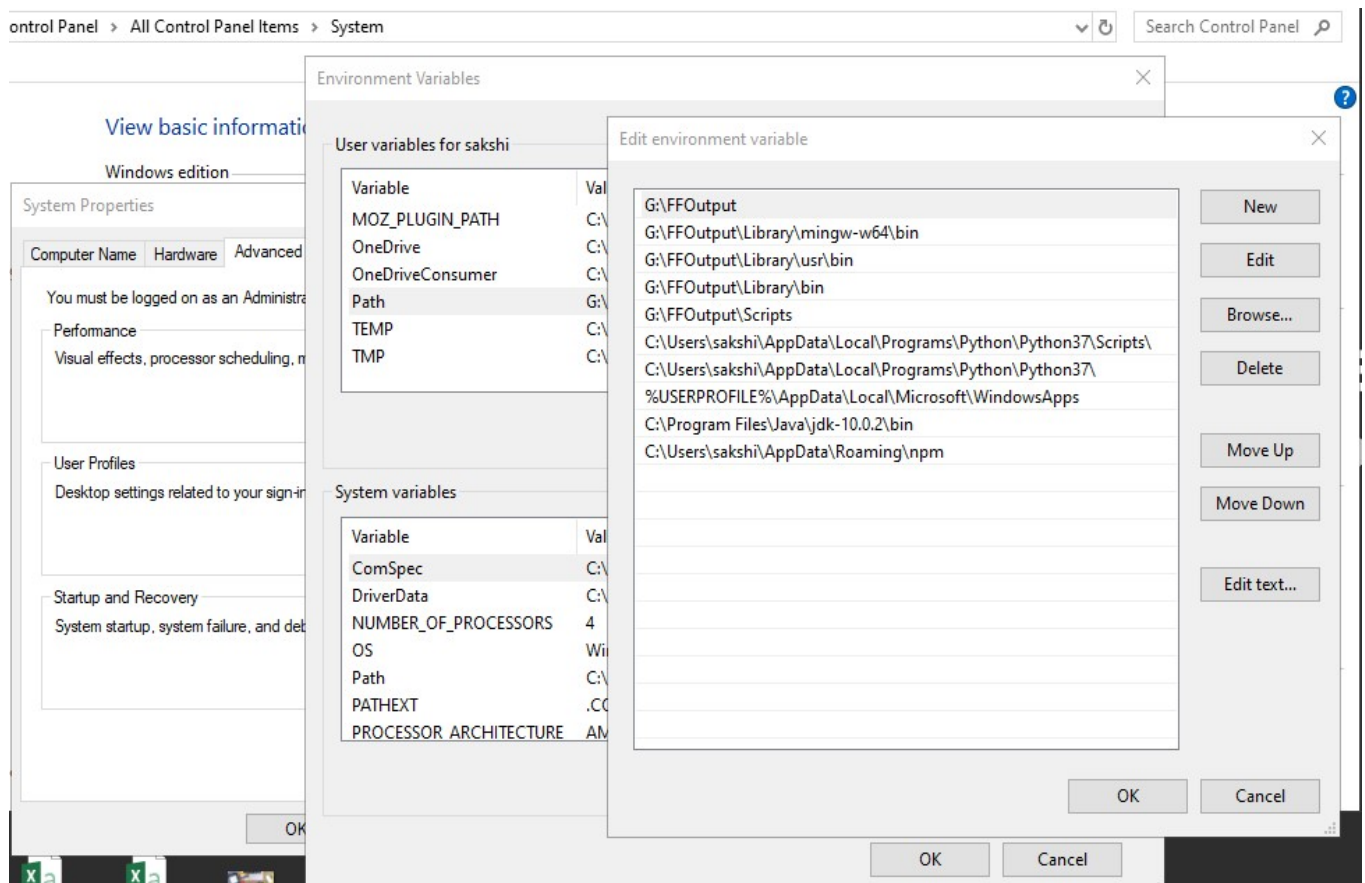 ontrol Panel > All Control Panel Items > System
Search Control Panel
View basic informatio
Windows edition
System Properties
Computer Name Hardware Advanced
You must be logged on as an Administra
Performance
Visual effects, processor scheduling, m
User Profiles
Desktop settings related to your sign-in
Startup and Recovery
System startup, system failure, and deb
OK
Environment Variables
User variables for sakshi
Variable Val
MOZ_PLUGIN_PATH C:\
OneDrive C:\
OneDriveConsumer C:\
Path G:\
TEMP C:\
TMP C:\
System variables
Variable Val
ComSpec C:\
DriverData C:\
NUMBER_OF_PROCESSORS 4
OS Wi
Path C:\
PATHEXT .CO
PROCESSOR_ARCHITECTURE AM
OK Cancel
Edit environment variable
G:\FFOutput
G:\FFOutput\Library\mingw-w64\bin
G:\FFOutput\Library\usr\bin
G:\FFOutput\Library\bin
G:\FFOutput\Scripts
C:\Users\sakshi\AppData\Local\Programs\Python\Python37\Scripts\
C:\Users\sakshi\AppData\Local\Programs\Python\Python37\
%USERPROFILE%\AppData\Local\Microsoft\WindowsApps
C:\Program Files\Java\jdk-10.0.2\bin
C:\Users\sakshi\AppData\Roaming\npm
New
Edit
Browse...
Delete
Move Up
Move Down
Edit text...
OK Cancel